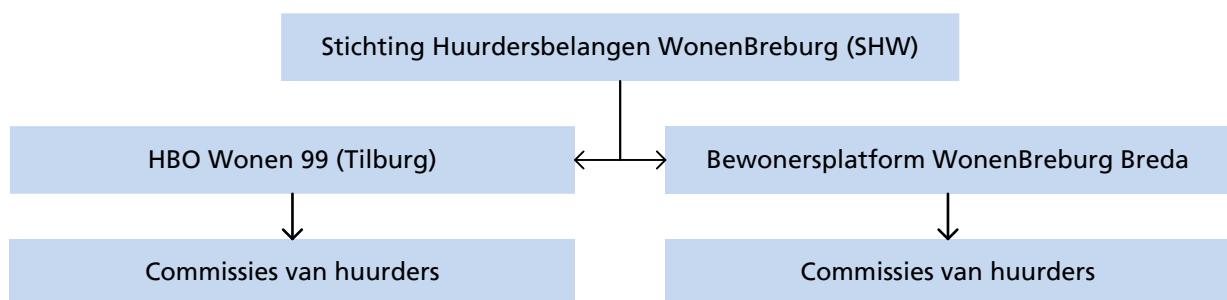 Stichting Huurdersbelangen WonenBreburg (SHW)
HBO Wonen 99 (Tilburg)
Bewonersplatform WonenBreburg Breda
Commissies van huurders
Commissies van huurders